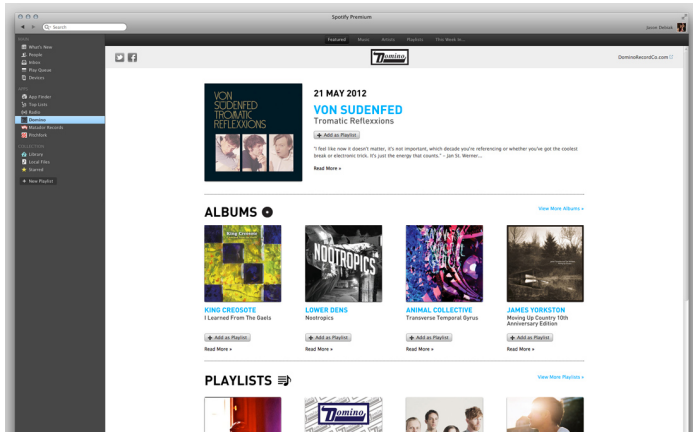 Spotify Premium
Search
Featured
Music
Artists
Playlists
This Week In...
MAIN
What's New
People
Inbox
Play Queue
Devices
APPS
App Finder
Top Lists
Radio
Domino
Matador Records
Pitchfork
COLLECTION
Library
Local Files
Starred
New Playlist
Domino
DominoRecordCo.com
VON
SÜDENFED
TROMATIC
REFLEXXIONS
21 MAY 2012
VON SUDENFED
Tromatic Reflexxions
Add as Playlist
"I feel like now it doesn't matter, it's not important, which decade you're referencing or whether you've got the coolest
break or electronic trick. It's just the energy that counts." - Jan St. Werner...
Read More »
ALBUMS
View More Albums »
King Creosote
NOOTROPICS
KING CREOSOTE
I Learned From The Gaels
Add as Playlist
Read More »
LOWER DENS
Nootropics
Add as Playlist
Read More »
ANIMAL COLLECTIVE
Transverse Temporal Gyrus
Add as Playlist
Read More »
JAMES YORKSTON
Moving Up Country 10th
Anniversary Edition
Add as Playlist
Read More »
PLAYLISTS
View More Playlists »
Domino